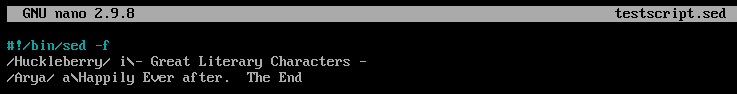 GNU nano 2.9.8 testscript.sed
#!/bin/sed -f
/Huckleberry/ i\- Great Literary Characters -
/Arya/ a\Happily Ever after.  The End